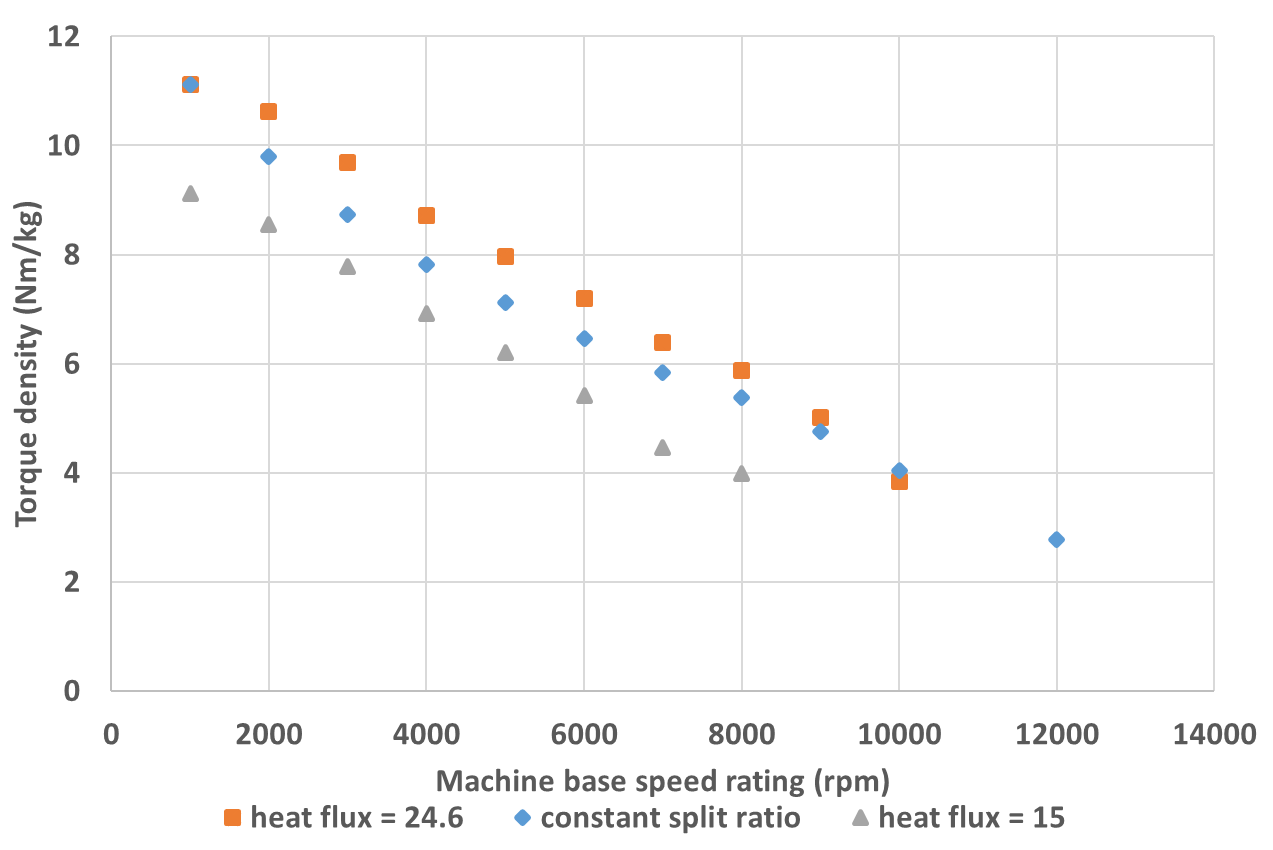 12
10
8
6
4
2
0
Torque density (Nm/kg)
0 2000 4000 6000 8000 10000 12000 14000
Machine base speed rating (rpm)
heat flux = 24.6 constant split ratio heat flux = 15